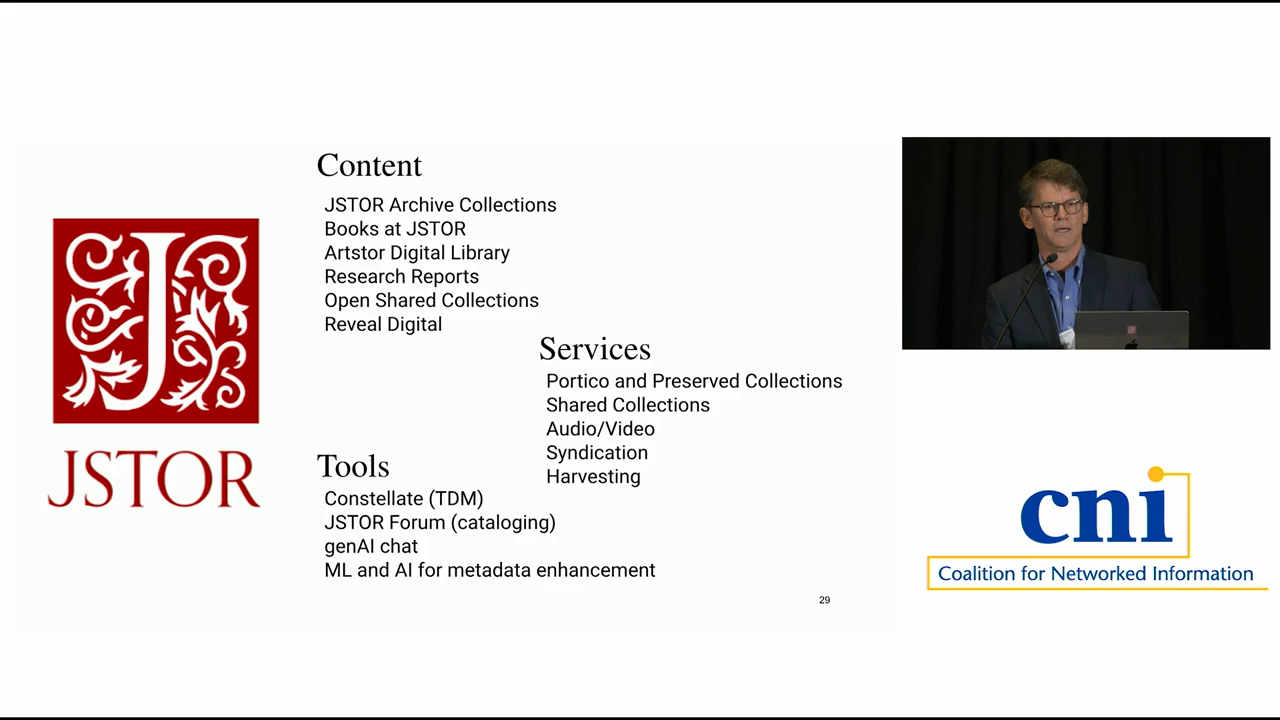 Content
JSTOR Archive Collections
Books at JSTOR
Artstor Digital Library
Research Reports
Open Shared Collections
Reveal Digital
Services
Portico and Preserved Collections
Shared Collections
Audio/Video
Syndication
Harvesting
Tools
Constellate (TDM)
JSTOR Forum (cataloging)
genAI chat
ML and AI for metadata enhancement
29
J
JSTOR
cni
Coalition for Networked Information